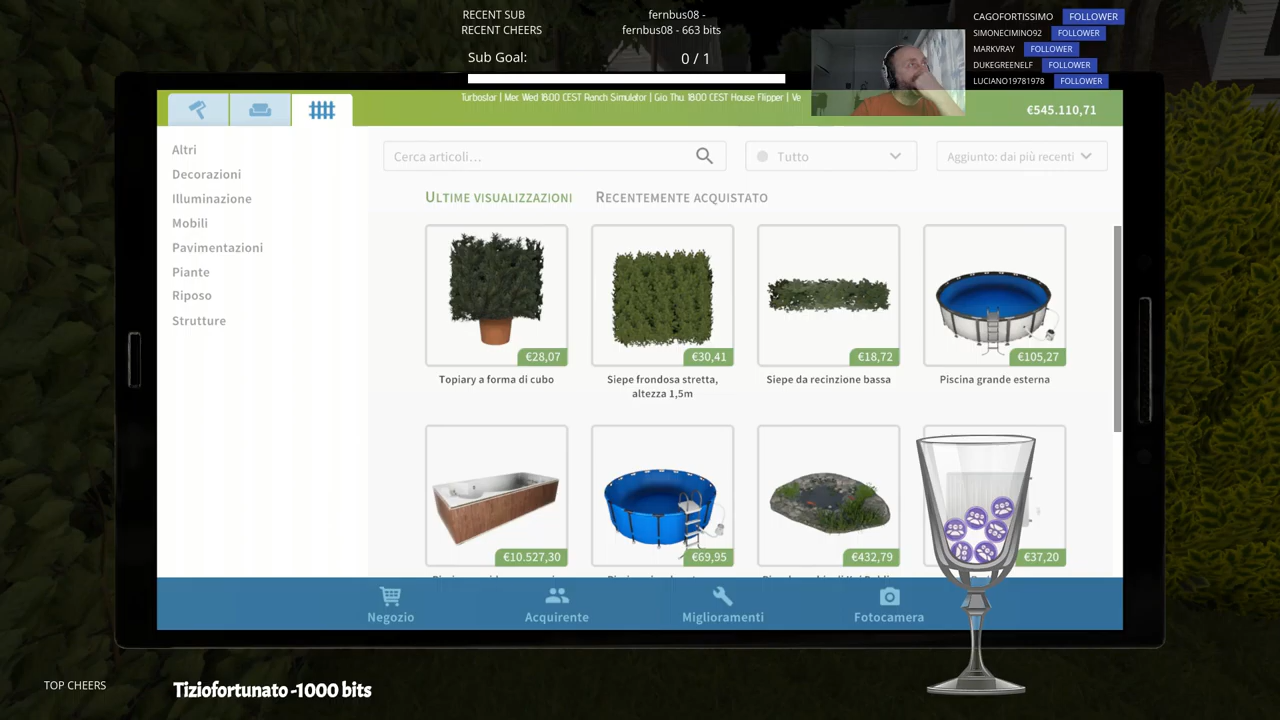 RECENT SUB
fernbus08 -
RECENT CHEERS
fernbus08 - 663 bits
Sub Goal:
0 / 1
CAGOFORTISSIMO FOLLOWER
SIMONECIMINO92 FOLLOWER
MARKVRAY FOLLOWER
DUKEGREENELF FOLLOWER
LUCIANO19781978 FOLLOWER
Turbostar | Mer Wed 18:00 CEST Ranch Simulator | Gio Thu 18:00 CEST House Flipper | Ve
€545.110,71
Altri
Decorazioni
Illuminazione
Mobili
Pavimentazioni
Piante
Riposo
Strutture
Cerca articoli...
Tutto
Aggiunto: dai più recenti
ULTIME VISUALIZZAZIONI
RECENTEMENTE ACQUISTATO
€28,07
€30,41
€18,72
€105,27
Topiary a forma di cubo
Siepe frondosa stretta,
altezza 1,5m
Siepe da recinzione bassa
Piscina grande esterna
€10.527,30
€69,95
€432,79
€37,20
Negozio
Acquirente
Miglioramenti
Fotocamera
TOP CHEERS
Tiziofortunato -1000 bits